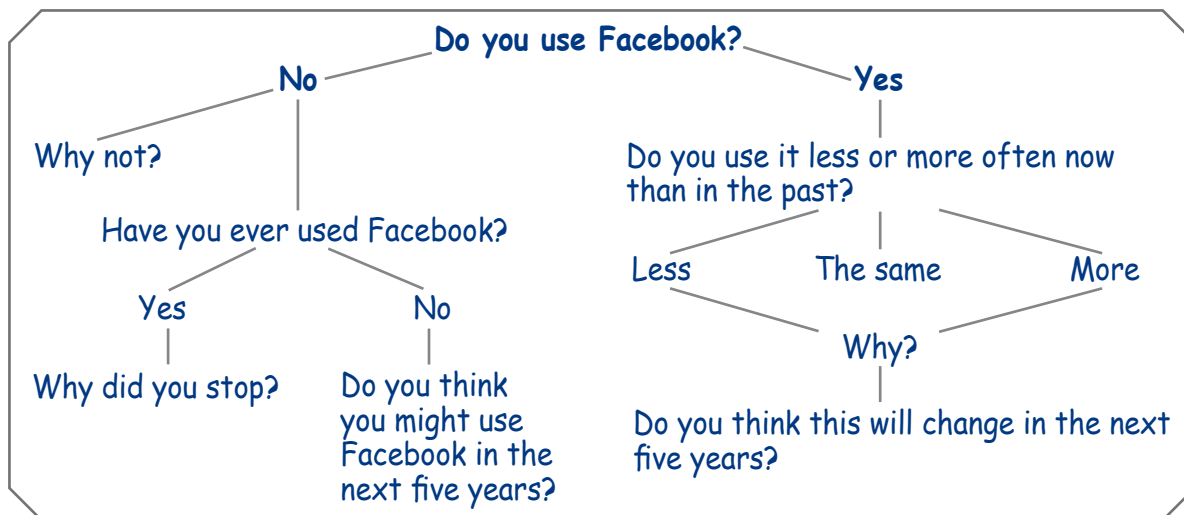 Do you use Facebook?
No
Yes
Why not?
Do you use it less or more often now
than in the past?
Have you ever used Facebook?
Less
The same
More
Yes
No
Why?
Why did you stop?
Do you think
you might use
Facebook in the
next five years?
Do you think this will change in the next
five years?